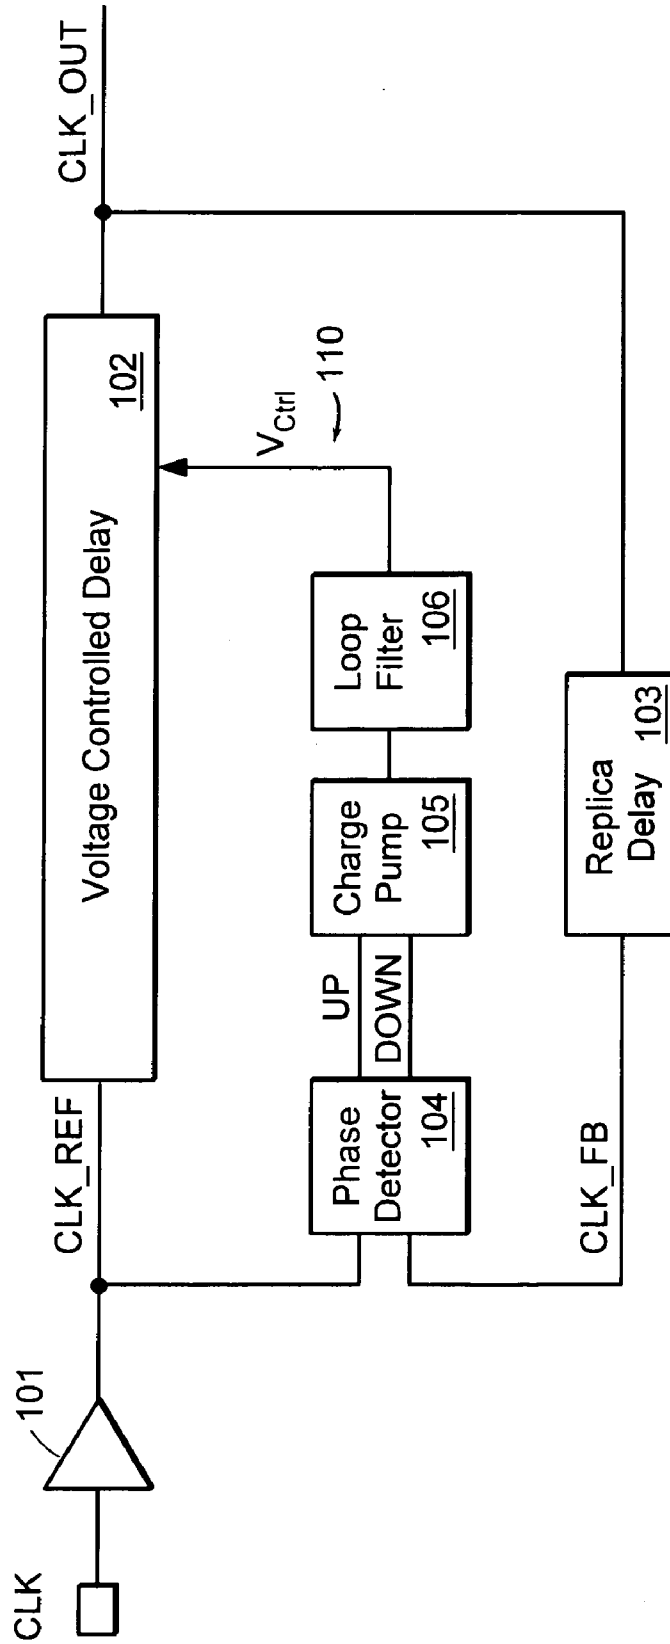 CLK
101
CLK_REF
Voltage Controlled Delay
102
CLK_OUT
V_Ctrl
110
Phase
Detector
104
UP
DOWN
Charge
Pump
105
Loop
Filter
106
CLK_FB
Replica
Delay
103